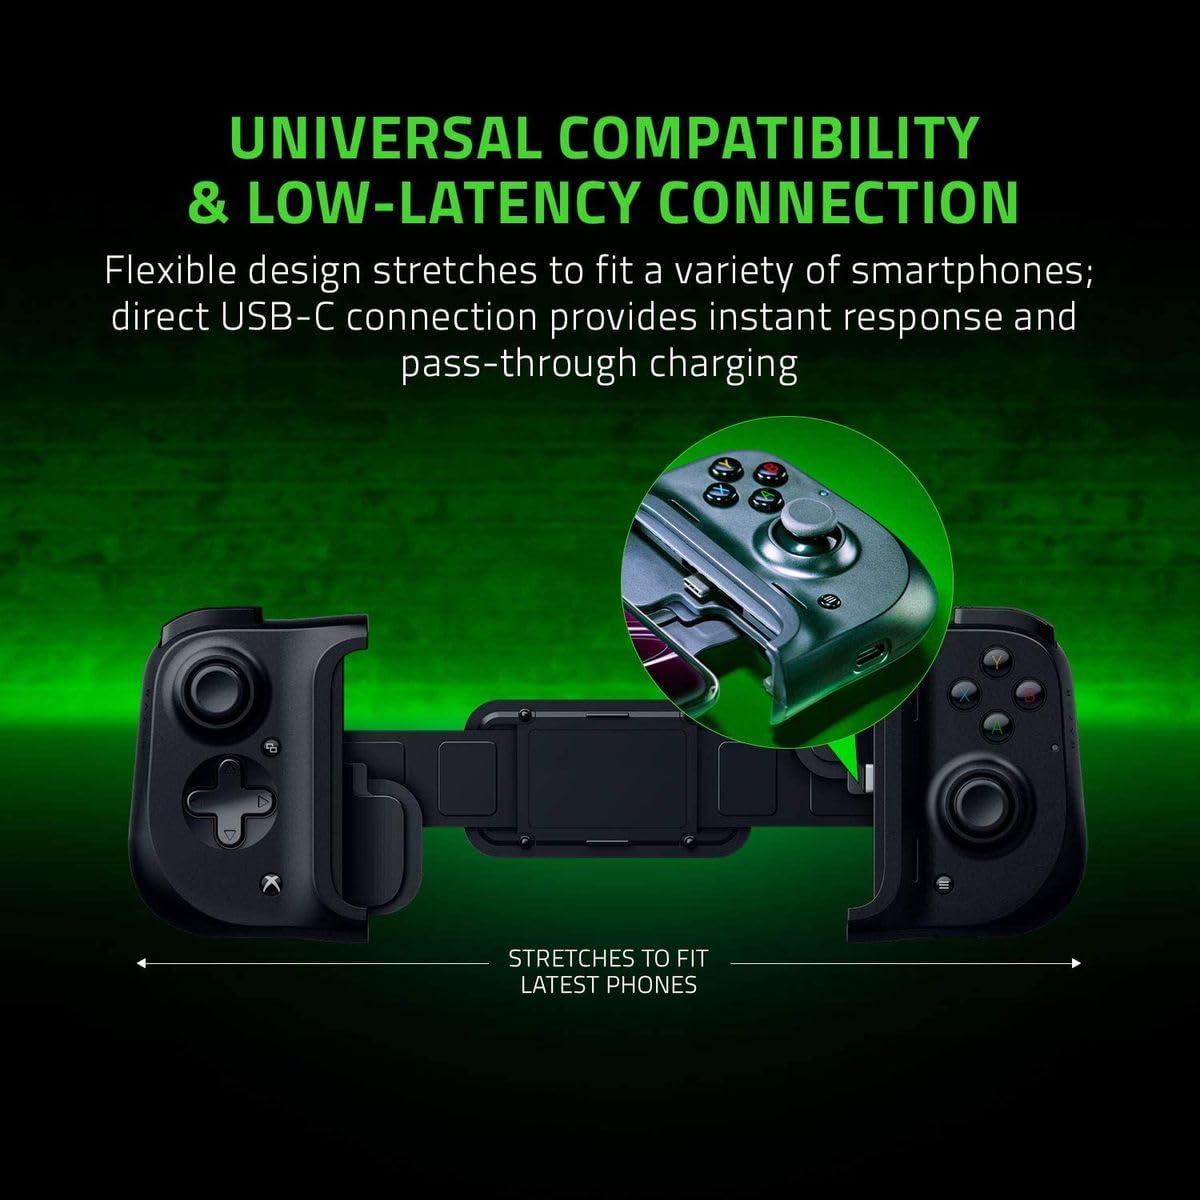 UNIVERSAL COMPATIBILITY
& LOW-LATENCY CONNECTION
Flexible design stretches to fit a variety of smartphones;
direct USB-C connection provides instant response and
pass-through charging
Y
B
X
A
Y
X
B
A
STRETCHES TO FIT
LATEST PHONES